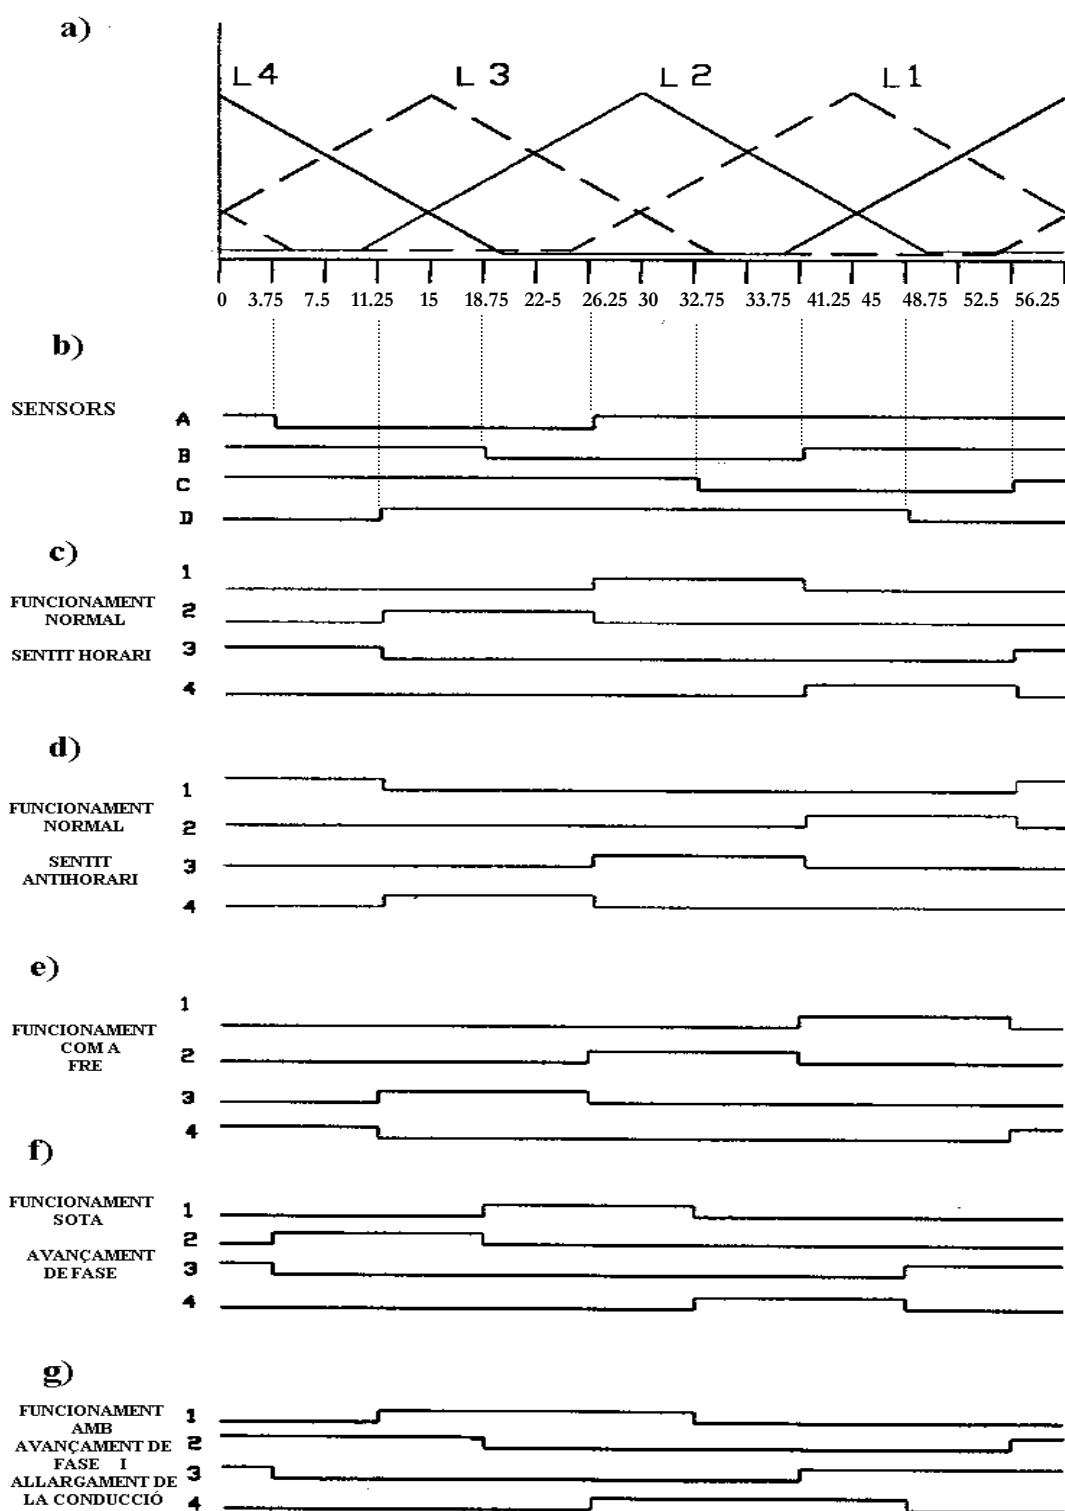 a)
L4 L3 L2 L1
0 3.75 7.5 11.25 15 18.75 22-5 26.25 30 32.75 33.75 41.25 45 48.75 52.5 56.25
b)
SENSORS
A
B
C
D
c)
FUNCIONAMENT
NORMAL
SENTIT HORARI
1
2
3
4
d)
FUNCIONAMENT
NORMAL
SENTIT
ANTIHORARI
1
2
3
4
e)
FUNCIONAMENT
COM A
FRE
1
2
3
4
f)
FUNCIONAMENT
SOTA
AVANÇAMENT
DE FASE
1
2
3
4
g)
FUNCIONAMENT
AMB
AVANÇAMENT DE
FASE I
ALLARGAMENT DE
LA CONDUCCIÓ
1
2
3
4